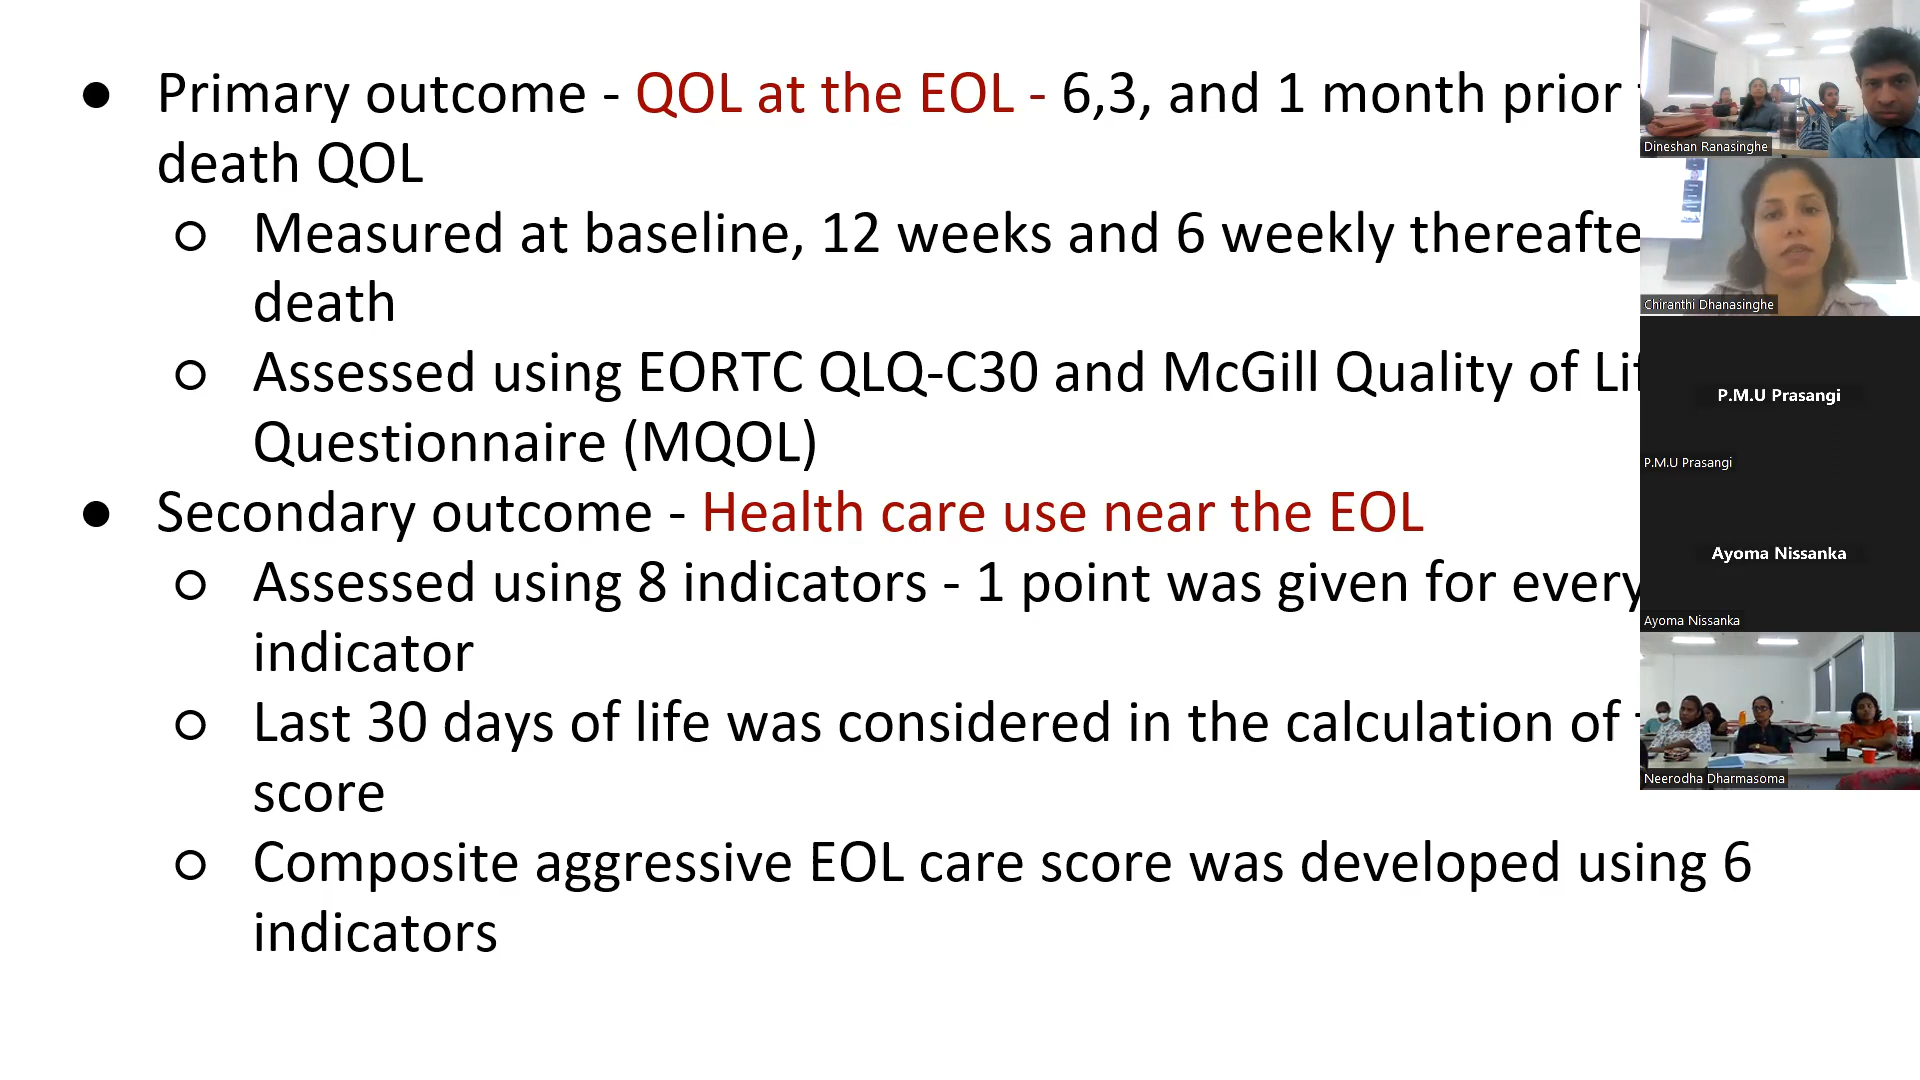 Primary outcome - QOL at the EOL - 6,3, and 1 month prior
death QOL
Measured at baseline, 12 weeks and 6 weekly
death
Assessed using EORTC QLQ-C30 and McGill Quality of
Questionnaire (MQOL)
Secondary outcome - Health care use near the EOL
Assessed using 8 indicators - 1 point was given for every
indicator
Last 30 days of life was considered in the calculation of
score
Composite aggressive EOL care score was developed using 6
indicators
Dineshan Ranasinghe
Chiranthi Dhanasinghe
P.M.U Prasangi
P.M.U Prasangi
Ayoma Nissanka
Ayoma Nissanka
Neerodha Dharmasoma